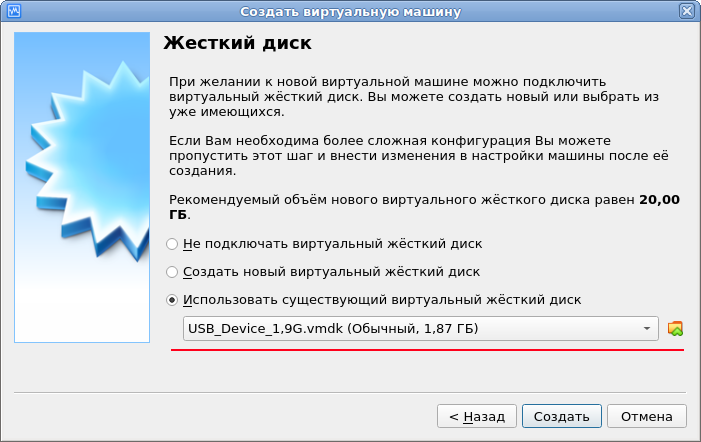 Создать виртуальную машину
Жесткий диск
При желании к новой виртуальной машине можно подключить
виртуальный жёсткий диск. Вы можете создать новый или выбрать из
уже имеющихся.
Если Вам необходима более сложная конфигурация Вы можете
пропустить этот шаг и внести изменения в настройки машины после её
создания.
Рекомендуемый объём нового виртуального жёсткого диска равен 20,00
ГБ.
Не подключать виртуальный жёсткий диск
Создать новый виртуальный жёсткий диск
Использовать существующий виртуальный жёсткий диск
USB_Device_1,9G.vmdk (Обычный, 1,87 ГБ)
< Назад
Создать
Отмена